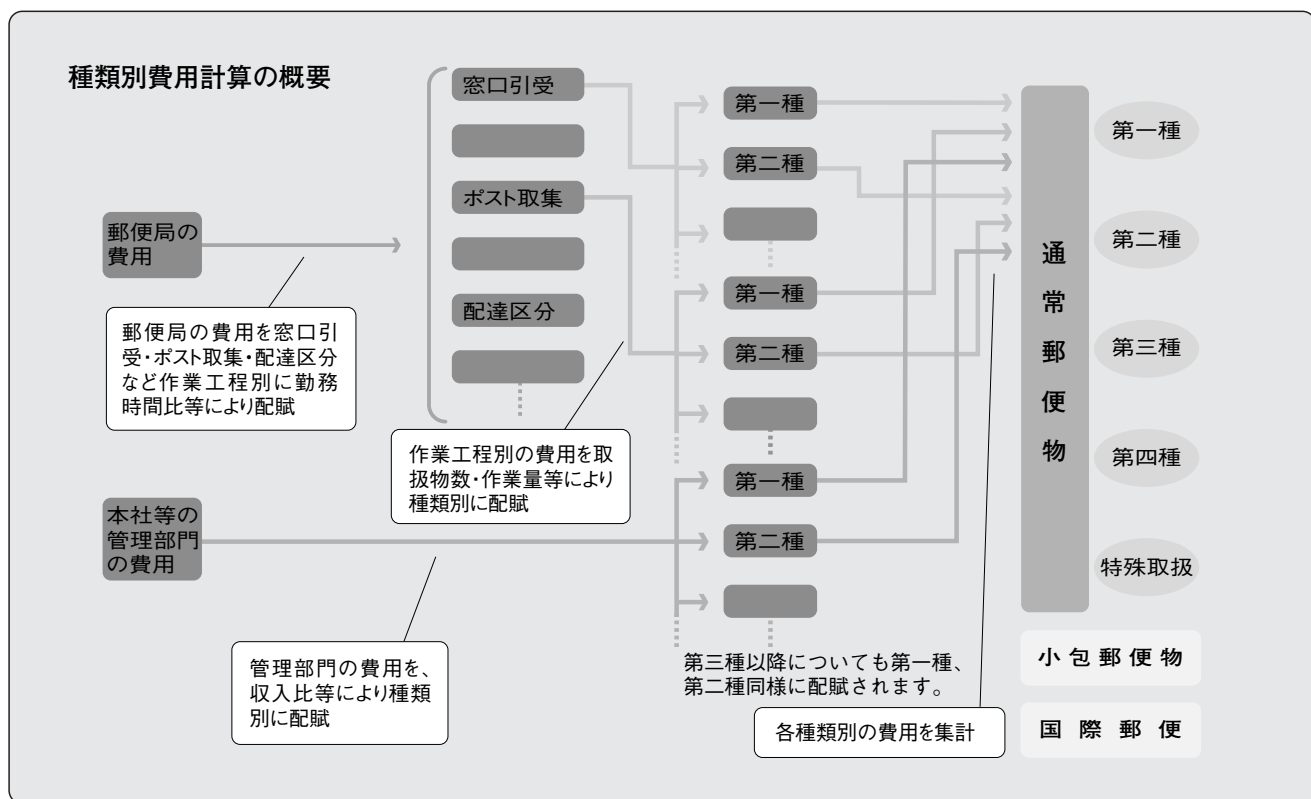 種類別費用計算の概要
窓口引受
ポスト取集
配達区分
郵便局の
費用
郵便局の費用を窓口引
受・ポスト取集・配達区分
など作業工程別に勤務
時間比等により配賦
作業工程別の費用を取
扱物数・作業量等により
種類別に配賦
本社等の
管理部門
の費用
管理部門の費用を、
収入比等により種類
別に配賦
第一種
第二種
第一種
第二種
第一種
第二種
第三種以降についても第一種、
第二種同様に配賦されます。
各種類別の費用を集計
通常郵便物
第一種
第二種
第三種
第四種
特殊取扱
小包郵便物
国際郵便